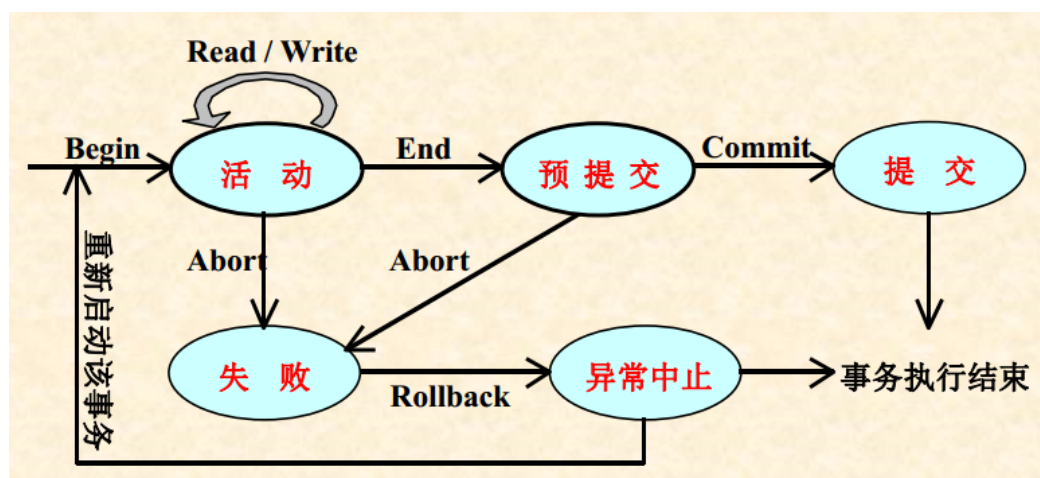 Read / Write
Begin
活 动
End
预 提 交
Commit
提 交
重新启动该事务
Abort
Abort
失 败
Rollback
异常中止
事务执行结束